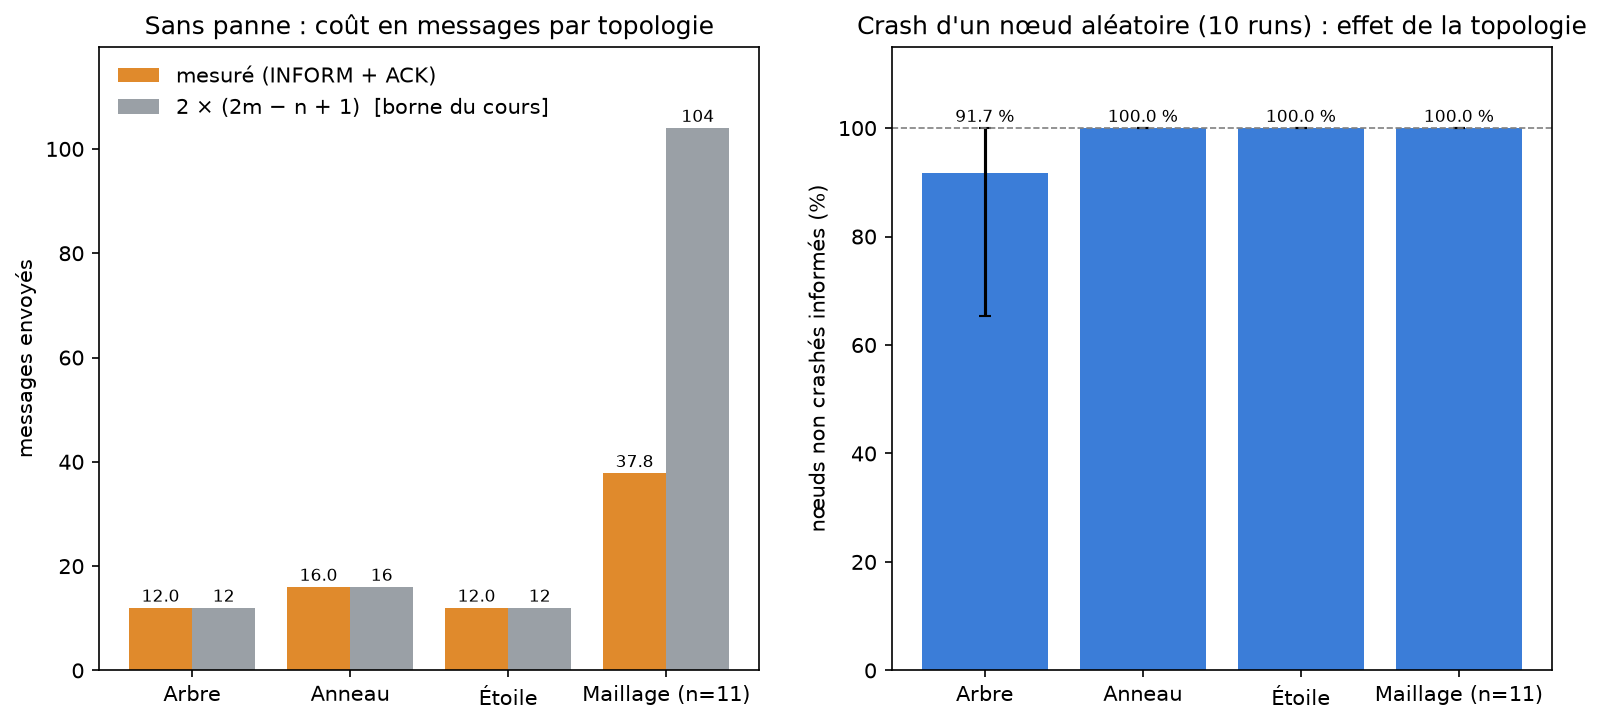 Sans panne : coût en messages par topologie
mesuré (INFORM + ACK)
2 × (2m − n + 1)  [borne du cours]
messages envoyés
100
80
60
40
20
0
12.0
12
16.0
16
12.0
12
37.8
104
Arbre
Anneau
Étoile
Maillage (n=11)
Crash d'un nœud aléatoire (10 runs) : effet de la topologie
nœuds non crashés informés (%)
100
80
60
40
20
0
91.7 %
100.0 %
100.0 %
100.0 %
Arbre
Anneau
Étoile
Maillage (n=11)